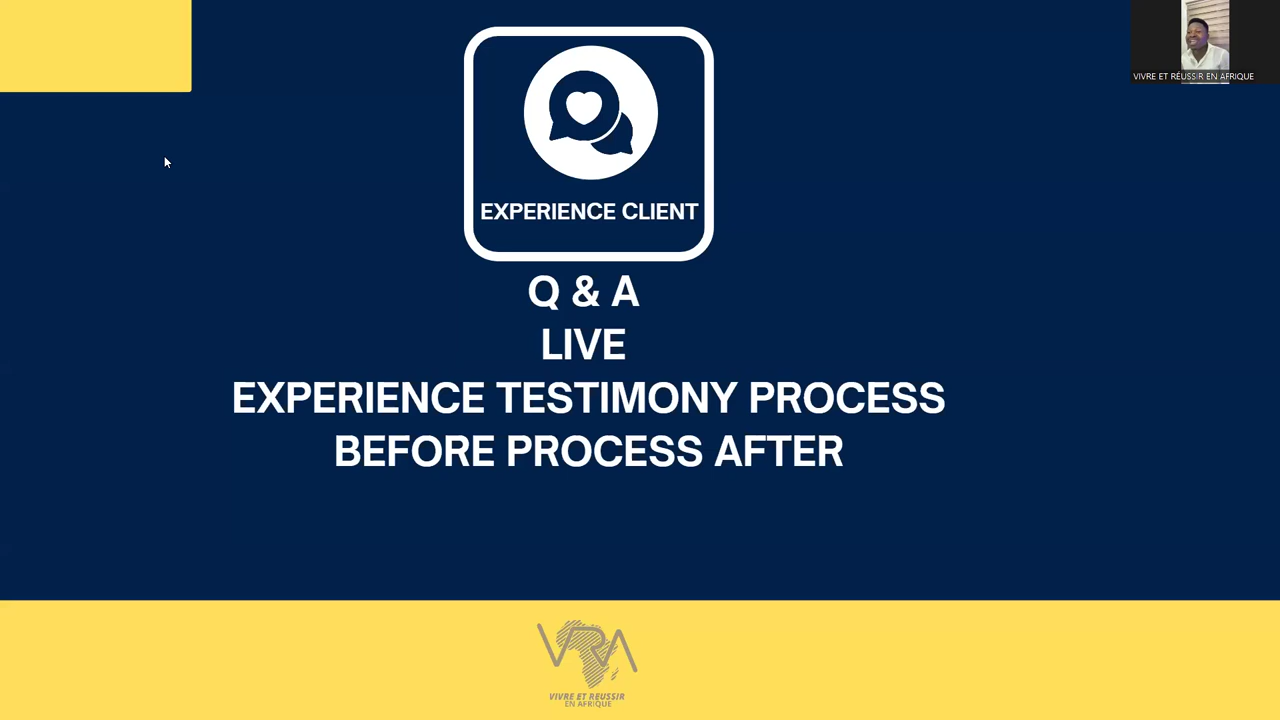 VIVRE ET RÉUSSIR EN AFRIQUE
EXPERIENCE CLIENT
Q & A
LIVE
EXPERIENCE TESTIMONY PROCESS
BEFORE PROCESS AFTER
VRA
VIVRE ET REUSSIR
EN AFRIQUE